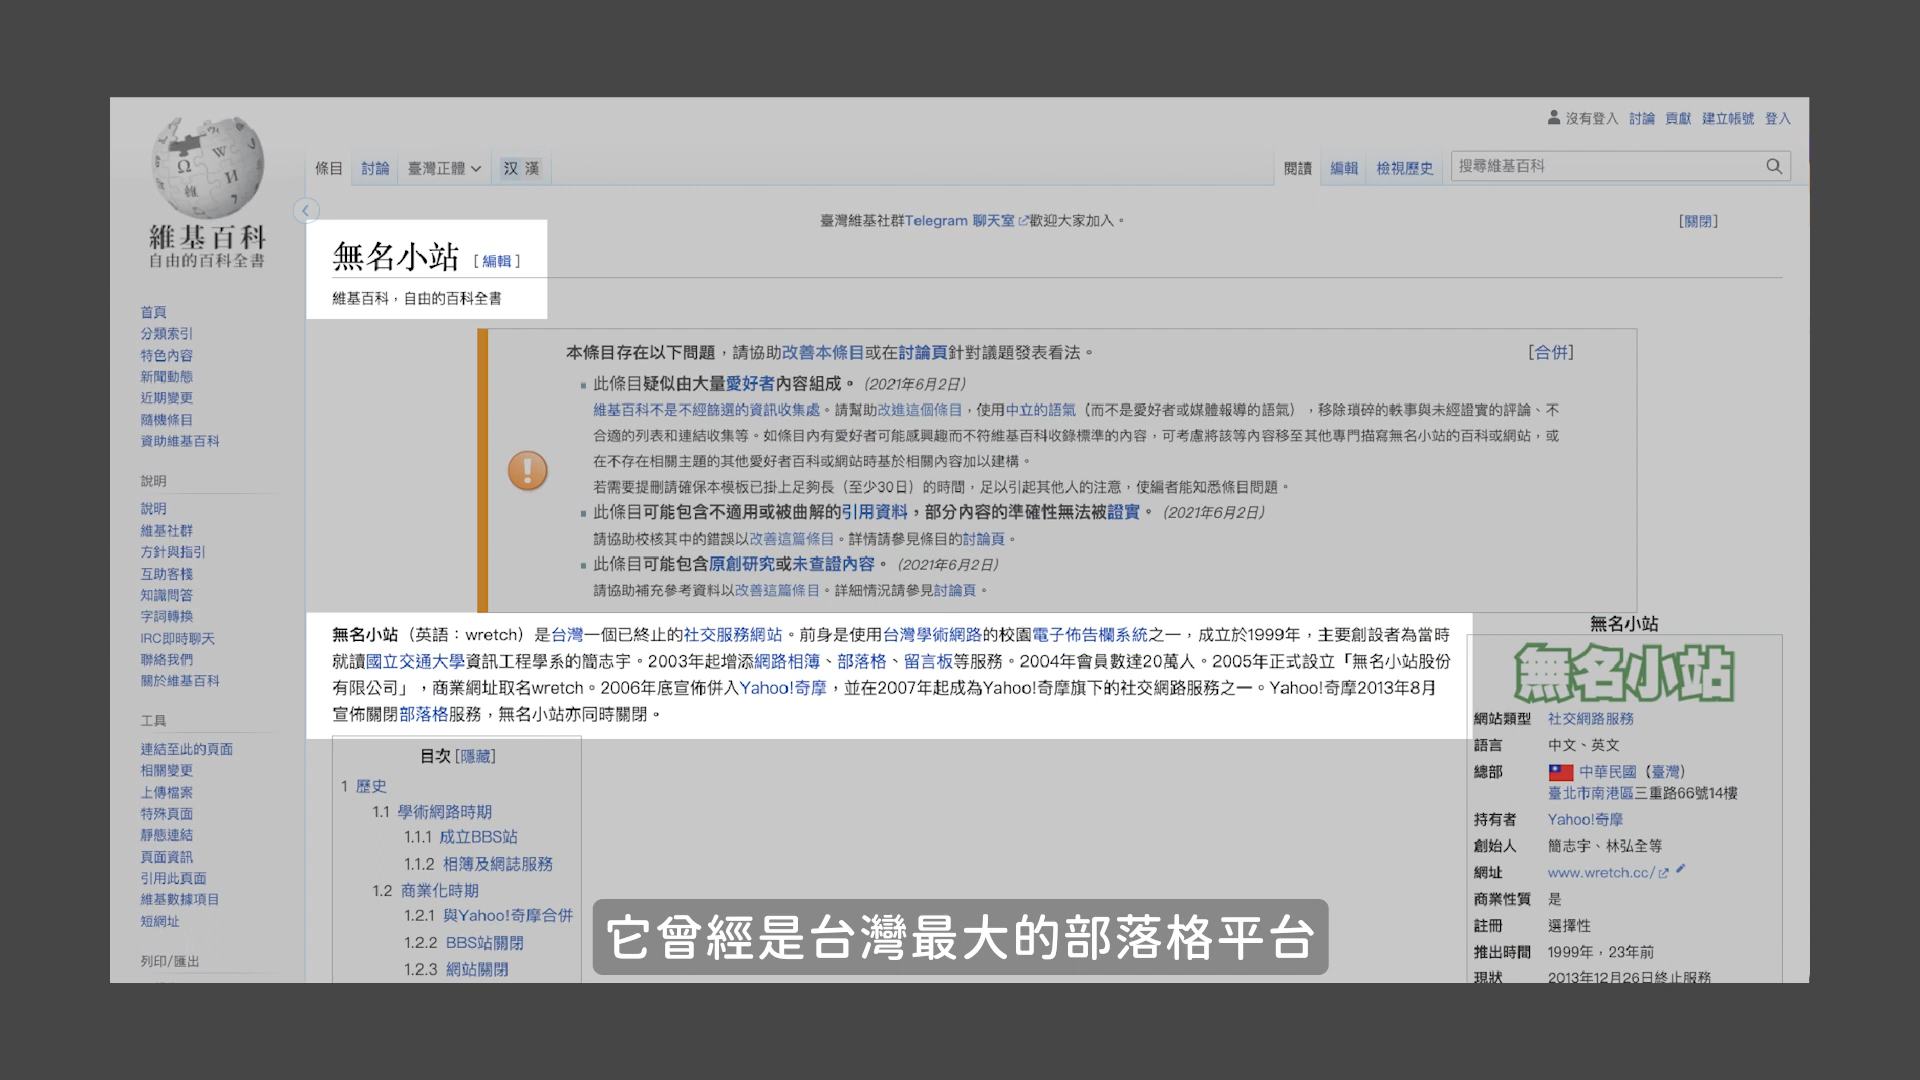 沒有登入 討論 貢獻 建立帳號 登入
條目 討論 臺灣正體 汉 漢 閱讀 編輯 檢視歷史 搜尋維基百科
維基百科
自由的百科全書
臺灣維基社群Telegram 聊天室歡迎大家加入。 [關閉]
無名小站 [編輯]
維基百科，自由的百科全書
首頁
分類索引
特色內容
新聞動態
近期變更
隨機條目
資助維基百科
說明
說明
維基社群
方針與指引
互助客棧
知識問答
字詞轉換
IRC即時聊天
聯絡我們
關於維基百科
工具
連結至此的頁面
相關變更
上傳檔案
特殊頁面
靜態連結
頁面資訊
引用此頁面
維基數據項目
短網址
列印/匯出
本條目存在以下問題，請協助改善本條目或在討論頁針對議題發表看法。 [合併]
此條目疑似由大量愛好者內容組成。 (2021年6月2日)
維基百科不是不經篩選的資訊收集處。請幫助改進這個條目，使用中立的語氣（而不是愛好者或媒體報導的語氣），移除瑣碎的軼事與未經證實的評論、不
合適的列表和連結收集等。如條目內有愛好者可能感興趣而不符維基百科收錄標準的內容，可考慮將該等內容移至其他專門描寫無名小站的百科或網站，或
在不存在相關主題的其他愛好者百科或網站時基於相關內容加以建構。
若需要提刪請確保本模板已掛上足夠長（至少30日）的時間，足以引起其他人的注意，使編者能知悉條目問題。
此條目可能包含不適用或被曲解的引用資料，部分內容的準確性無法被證實。 (2021年6月2日)
請協助校核其中的錯誤以改善這篇條目。詳情請參見條目的討論頁。
此條目可能包含原創研究或未查證內容。 (2021年6月2日)
請協助補充參考資料以改善這篇條目。詳細情況請參見討論頁。
無名小站（英語：wretch）是台灣一個已終止的社交服務網站。前身是使用台灣學術網路的校園電子佈告欄系統之一，成立於1999年，主要創設者為當時
就讀國立交通大學資訊工程學系的簡志宇。2003年起增添網路相簿、部落格、留言板等服務。2004年會員數達20萬人。2005年正式設立「無名小站股份
有限公司」，商業網址取名wretch。2006年底宣佈併入Yahoo!奇摩，並在2007年起成為Yahoo!奇摩旗下的社交網路服務之一。Yahoo!奇摩2013年8月
宣佈關閉部落格服務，無名小站亦同時關閉。
目次 [隱藏]
1 歷史
1.1 學術網路時期
1.1.1 成立BBS站
1.1.2 相簿及網誌服務
1.2 商業化時期
1.2.1 與Yahoo!奇摩合併
1.2.2 BBS站關閉
1.2.3 網站關閉
無名小站
無名小站
網站類型 社交網路服務
語言 中文、英文
總部 中華民國（臺灣）
臺北市南港區三重路66號14樓
持有者 Yahoo!奇摩
創始人 簡志宇、林弘全等
網址 www.wretch.cc/
商業性質 是
註冊 選擇性
推出時間 1999年，23年前
現狀 2013年12月26日終止服務
它曾經是台灣最大的部落格平台